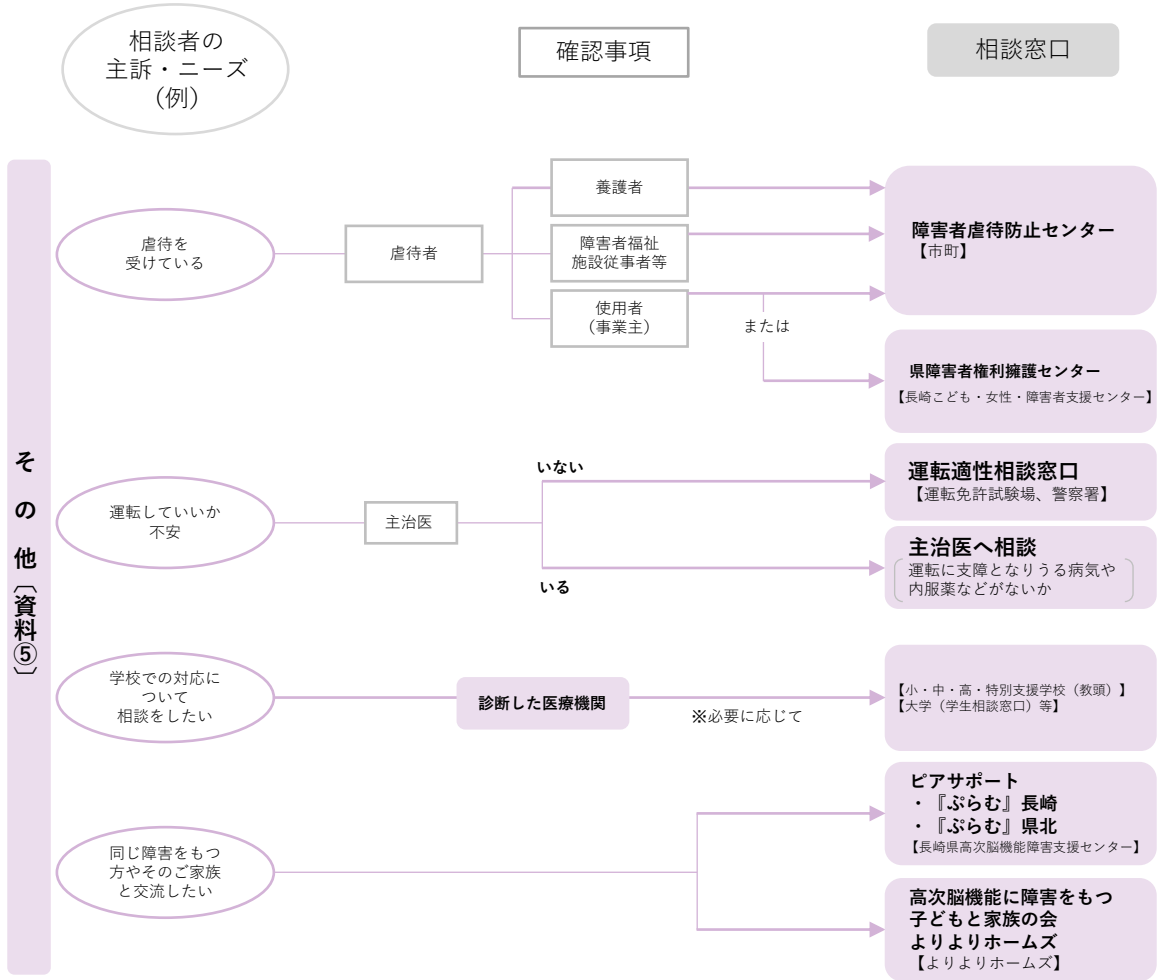 相談者の
主訴・ニーズ
（例）
確認事項
相談窓口
その他〔資料⑤〕
虐待を
受けている
虐待者
養護者
障害者福祉
施設従事者等
使用者
（事業主）
または
障害者虐待防止センター
【市町】
県障害者権利擁護センター
【長崎こども・女性・障害者支援センター】
運転していいか
不安
主治医
いない
いる
運転適性相談窓口
【運転免許試験場、警察署】
主治医へ相談
運転に支障となりうる病気や
内服薬などがないか
学校での対応に
ついて
相談をしたい
診断した医療機関
※必要に応じて
【小・中・高・特別支援学校（教頭）】
【大学（学生相談窓口）等】
同じ障害をもつ
方やそのご家族
と交流したい
ピアサポート
・『ぷらむ』長崎
・『ぷらむ』県北
【長崎県高次脳機能障害支援センター】
高次脳機能に障害をもつ
子どもと家族の会
よりよりホームズ
【よりよりホームズ】